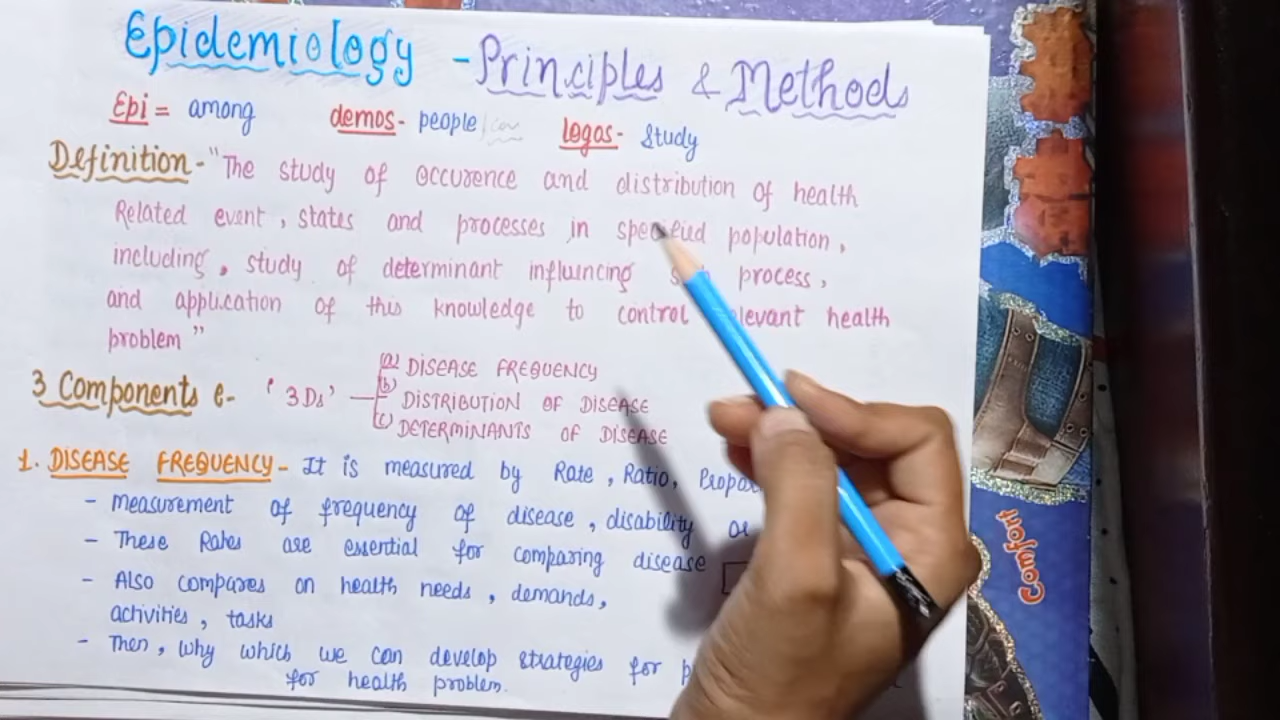 Epidemiology - Principles & Methods
Epi = among demos - people Logos - Study
Definition - "The study of occurence and distribution of health
Related event, states and processes in specified population,
including, study of determinant influencing process,
and application of this knowledge to control relevant health
problem"
3 Components e- '3Ds' (a) DISEASE FREQUENCY
(b) DISTRIBUTION OF DISEASE
(c) DETERMINANTS OF DISEASE
1. DISEASE FREQUENCY - It is measured by Rate, Ratio,
- Measurement of frequency of disease, disability or
- These Rates are essential for comparing disease
- Also compares on health needs, demands,
activities, tasks
- Then, why which we can develop strategies for
for health problem.
Comfort